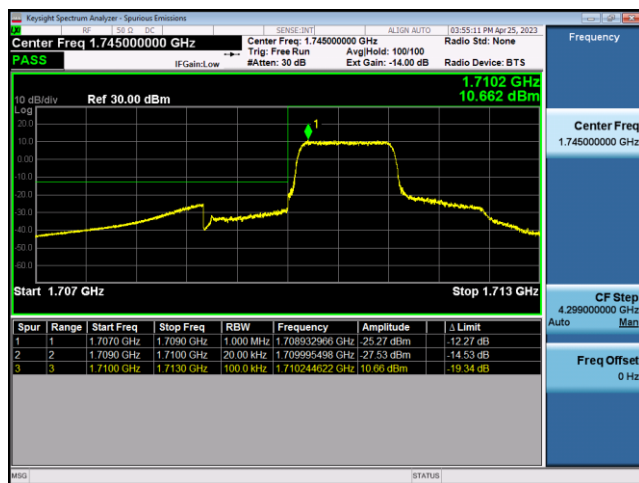 Keysight Spectrum Analyzer - Spurious Emissions
RF 50 Ω DC SENSE:INT ALIGN AUTO 03:55:11 PM Apr 25, 2023
Center Freq 1.745000000 GHz Center Freq: 1.745000000 GHz Radio Std: None
Trig: Free Run Avg|Hold: 100/100
PASS IFGain:Low #Atten: 30 dB Ext Gain: -14.00 dB Radio Device: BTS
1.7102 GHz
10.662 dBm
10 dB/div Ref 30.00 dBm
Log
20.0
1
10.0
0.00
-10.0
-20.0
-30.0
-40.0
-50.0
-60.0
Start 1.707 GHz Stop 1.713 GHz
Spur Range Start Freq Stop Freq RBW Frequency Amplitude Δ Limit
1 1 1.7070 GHz 1.7090 GHz 1.000 MHz 1.708932966 GHz -25.27 dBm -12.27 dB
2 2 1.7090 GHz 1.7100 GHz 20.00 kHz 1.709995498 GHz -27.53 dBm -14.53 dB
3 3 1.7100 GHz 1.7130 GHz 100.0 kHz 1.710244622 GHz 10.66 dBm -19.34 dB
MSG STATUS
Frequency
Center Freq
1.745000000 GHz
CF Step
4.299000000 GHz
Auto Man
Freq Offset
0 Hz